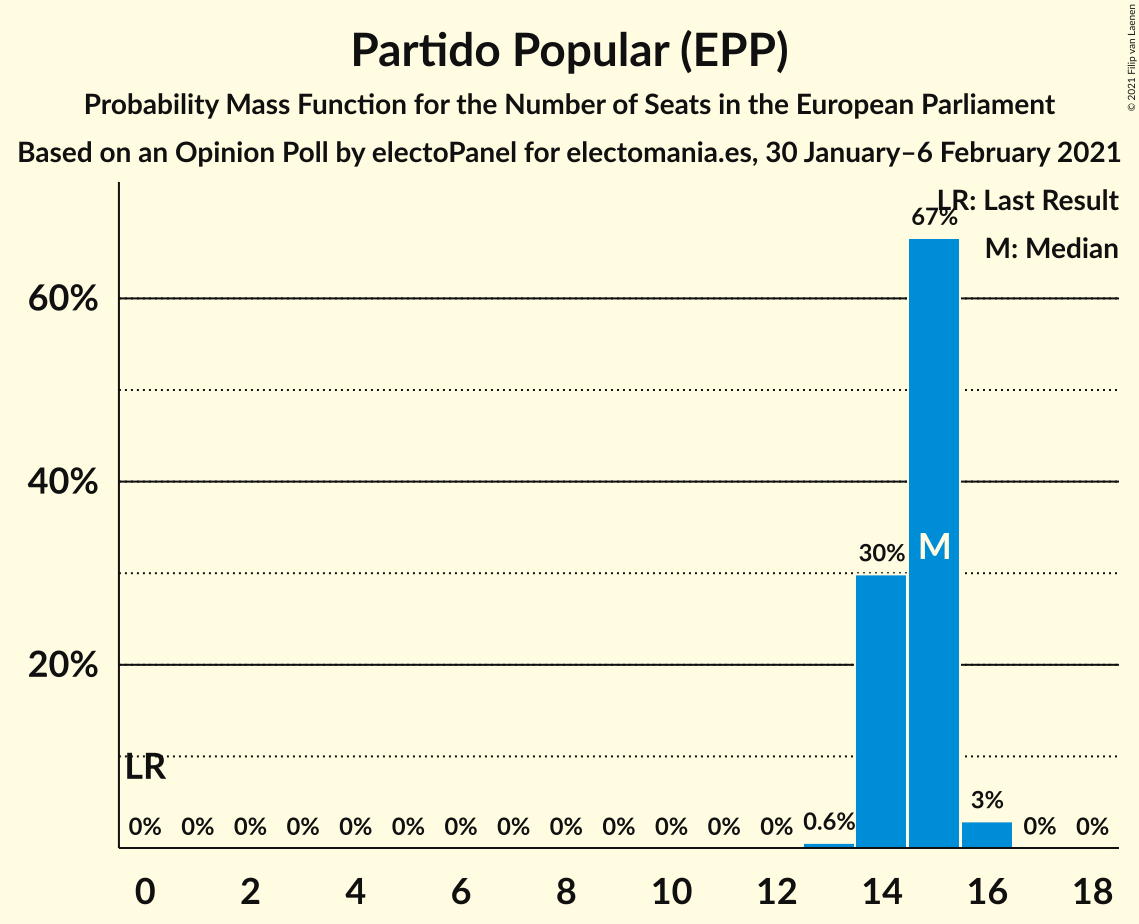 Partido Popular (EPP)
Probability Mass Function for the Number of Seats in the European Parliament
Based on an Opinion Poll by electoPanel for electomania.es, 30 January–6 February 2021
© 2021 Filip van Laenen
LR: Last Result
M: Median
67%
60%
40%
30%
M
20%
LR
0% 0% 0% 0% 0% 0% 0% 0% 0% 0% 0% 0% 0% 0.6% 3% 0% 0%
0 2 4 6 8 10 12 14 16 18